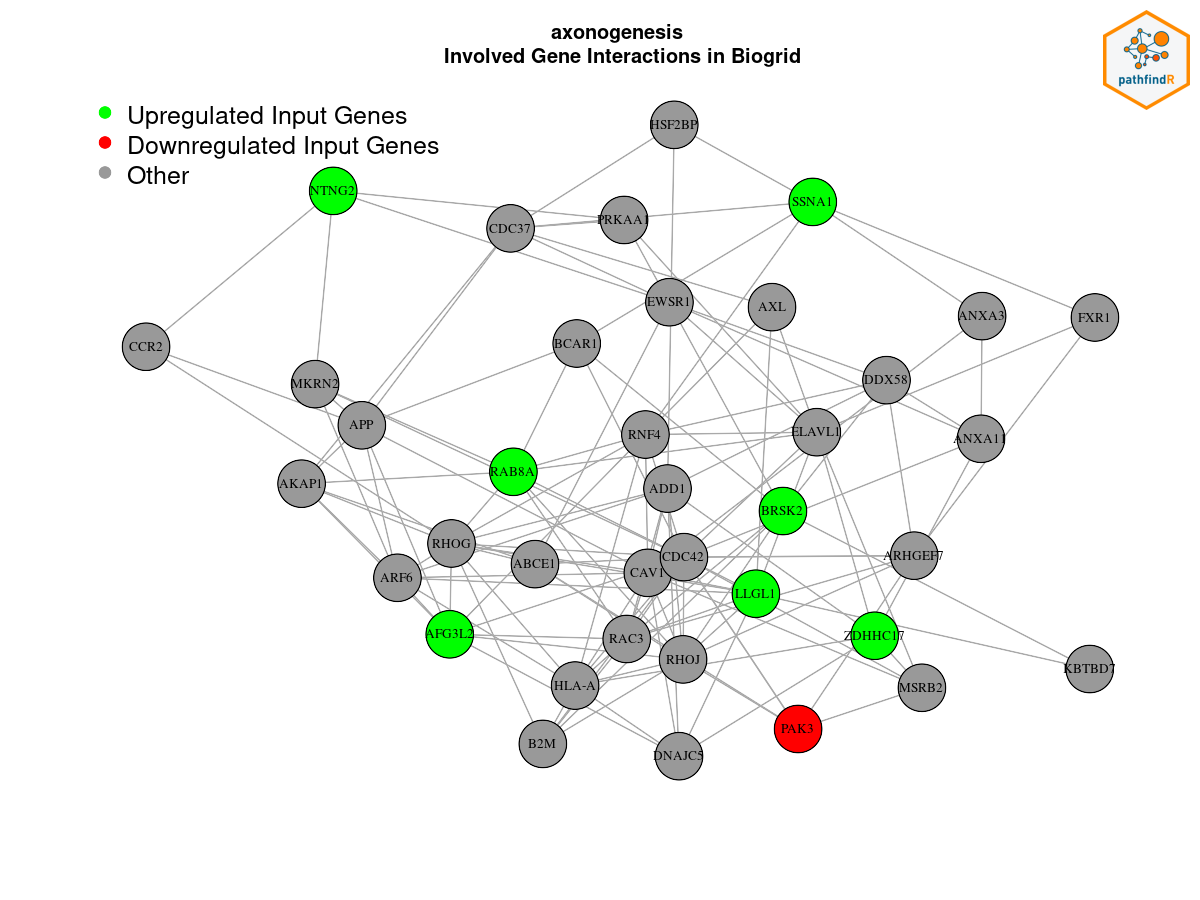 axonogenesis
Involved Gene Interactions in Biogrid
pathfindR
Upregulated Input Genes
Downregulated Input Genes
Other
HSF2BP
NTNG2
SSNA1
PRKAA1
CDC37
EWSR1
AXL
ANXA3
FXR1
CCR2
BCAR1
MKRN2
DDX58
APP
RNF4
ELAVL1
ANXA11
RAB8A
AKAP1
ADD1
BRSK2
RHOG
ABCE1
CDC42
CAV1
ARHGEF7
ARF6
LLGL1
AFG3L2
RAC3
ZDHHC17
RHOJ
KBTBD7
HLA-A
MSRB2
PAK3
B2M
DNAJC5